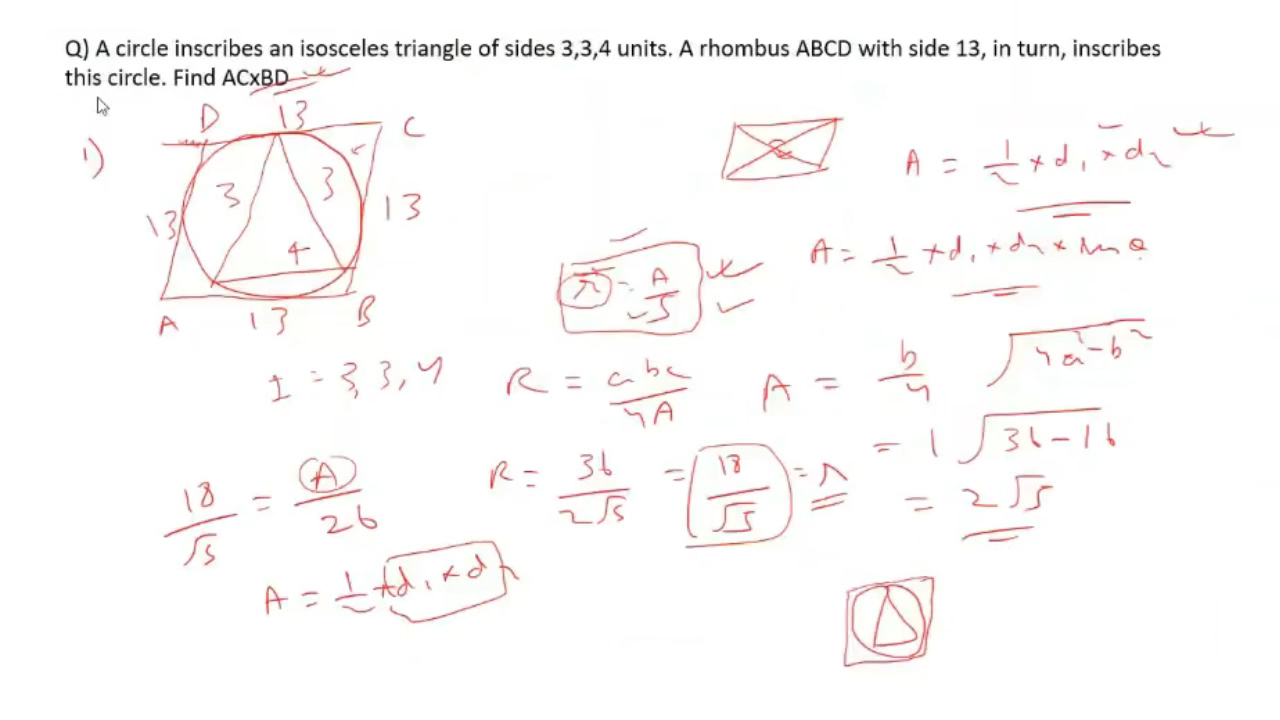 Q) A circle inscribes an isosceles triangle of sides 3,3,4 units. A rhombus ABCD with side 13, in turn, inscribes
this circle. Find ACxBD
1)
D 13 C
3 3
13 13
4
A 13 B
A = 1/2 × d1 × d2
A = 1/2 × d1 × d2 × sin θ
r = A/S
I = 3, 3, 4
R = abc/4A
A = b/4 √4a²-b²
= 1 √36-16
= 2√5
R = 36/2√5 = 18/√5 = r
18/√5 = A/26
A = 1/2 × d1 × d2